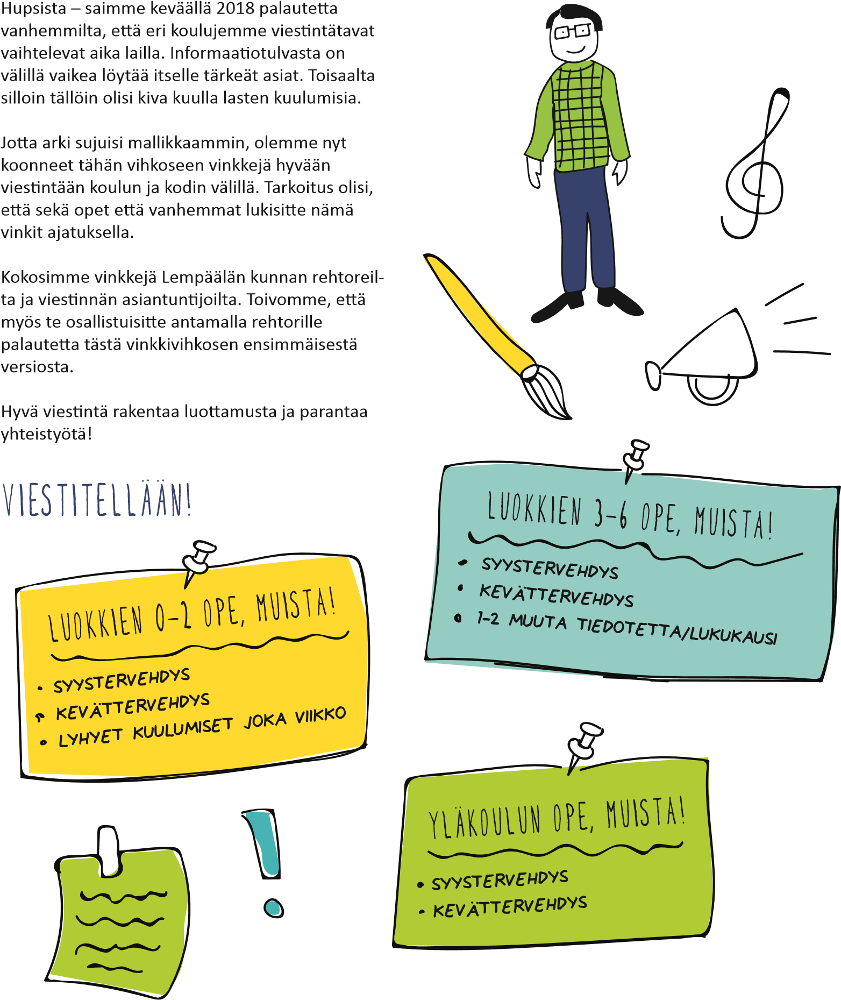 Hupsista – saimme keväällä 2018 palautetta
vanhemmilta, että eri koulujemme viestintätavat
vaihtelevat aika lailla. Informaatiotulvasta on
välillä vaikea löytää itselle tärkeät asiat. Toisaalta
silloin tällöin olisi kiva kuulla lasten kuulumisia.
Jotta arki sujuisi mallikkaammin, olemme nyt
koonneet tähän vihkoseen vinkkejä hyvään
viestintään koulun ja kodin välillä. Tarkoitus olisi,
että sekä opet että vanhemmat lukisitte nämä
vinkit ajatuksella.
Kokosimme vinkkejä Lempäälän kunnan rehtoreil-
ta ja viestinnän asiantuntijoilta. Toivomme, että
myös te osallistuisitte antamalla rehtorille
palautetta tästä vinkkivihkosen ensimmäisestä
versiosta.
Hyvä viestintä rakentaa luottamusta ja parantaa
yhteistyötä!
VIESTITELLÄÄN!
LUOKKIEN 0–2 OPE, MUISTA!
• SYYSTERVEHDYS
• KEVÄTTERVEHDYS
• LYHYET KUULUMISET JOKA VIIKKO
LUOKKIEN 3–6 OPE, MUISTA!
• SYYSTERVEHDYS
• KEVÄTTERVEHDYS
• 1-2 MUUTA TIEDOTETTA/LUKUKAUSI
YLÄKOULUN OPE, MUISTA!
• SYYSTERVEHDYS
• KEVÄTTERVEHDYS